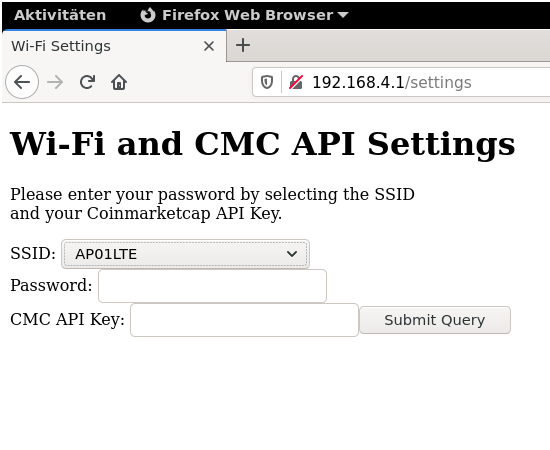 Aktivitäten Firefox Web Browser
Wi-Fi Settings
192.168.4.1/settings
Wi-Fi and CMC API Settings
Please enter your password by selecting the SSID
and your Coinmarketcap API Key.
SSID: AP01LTE
Password:
CMC API Key: Submit Query